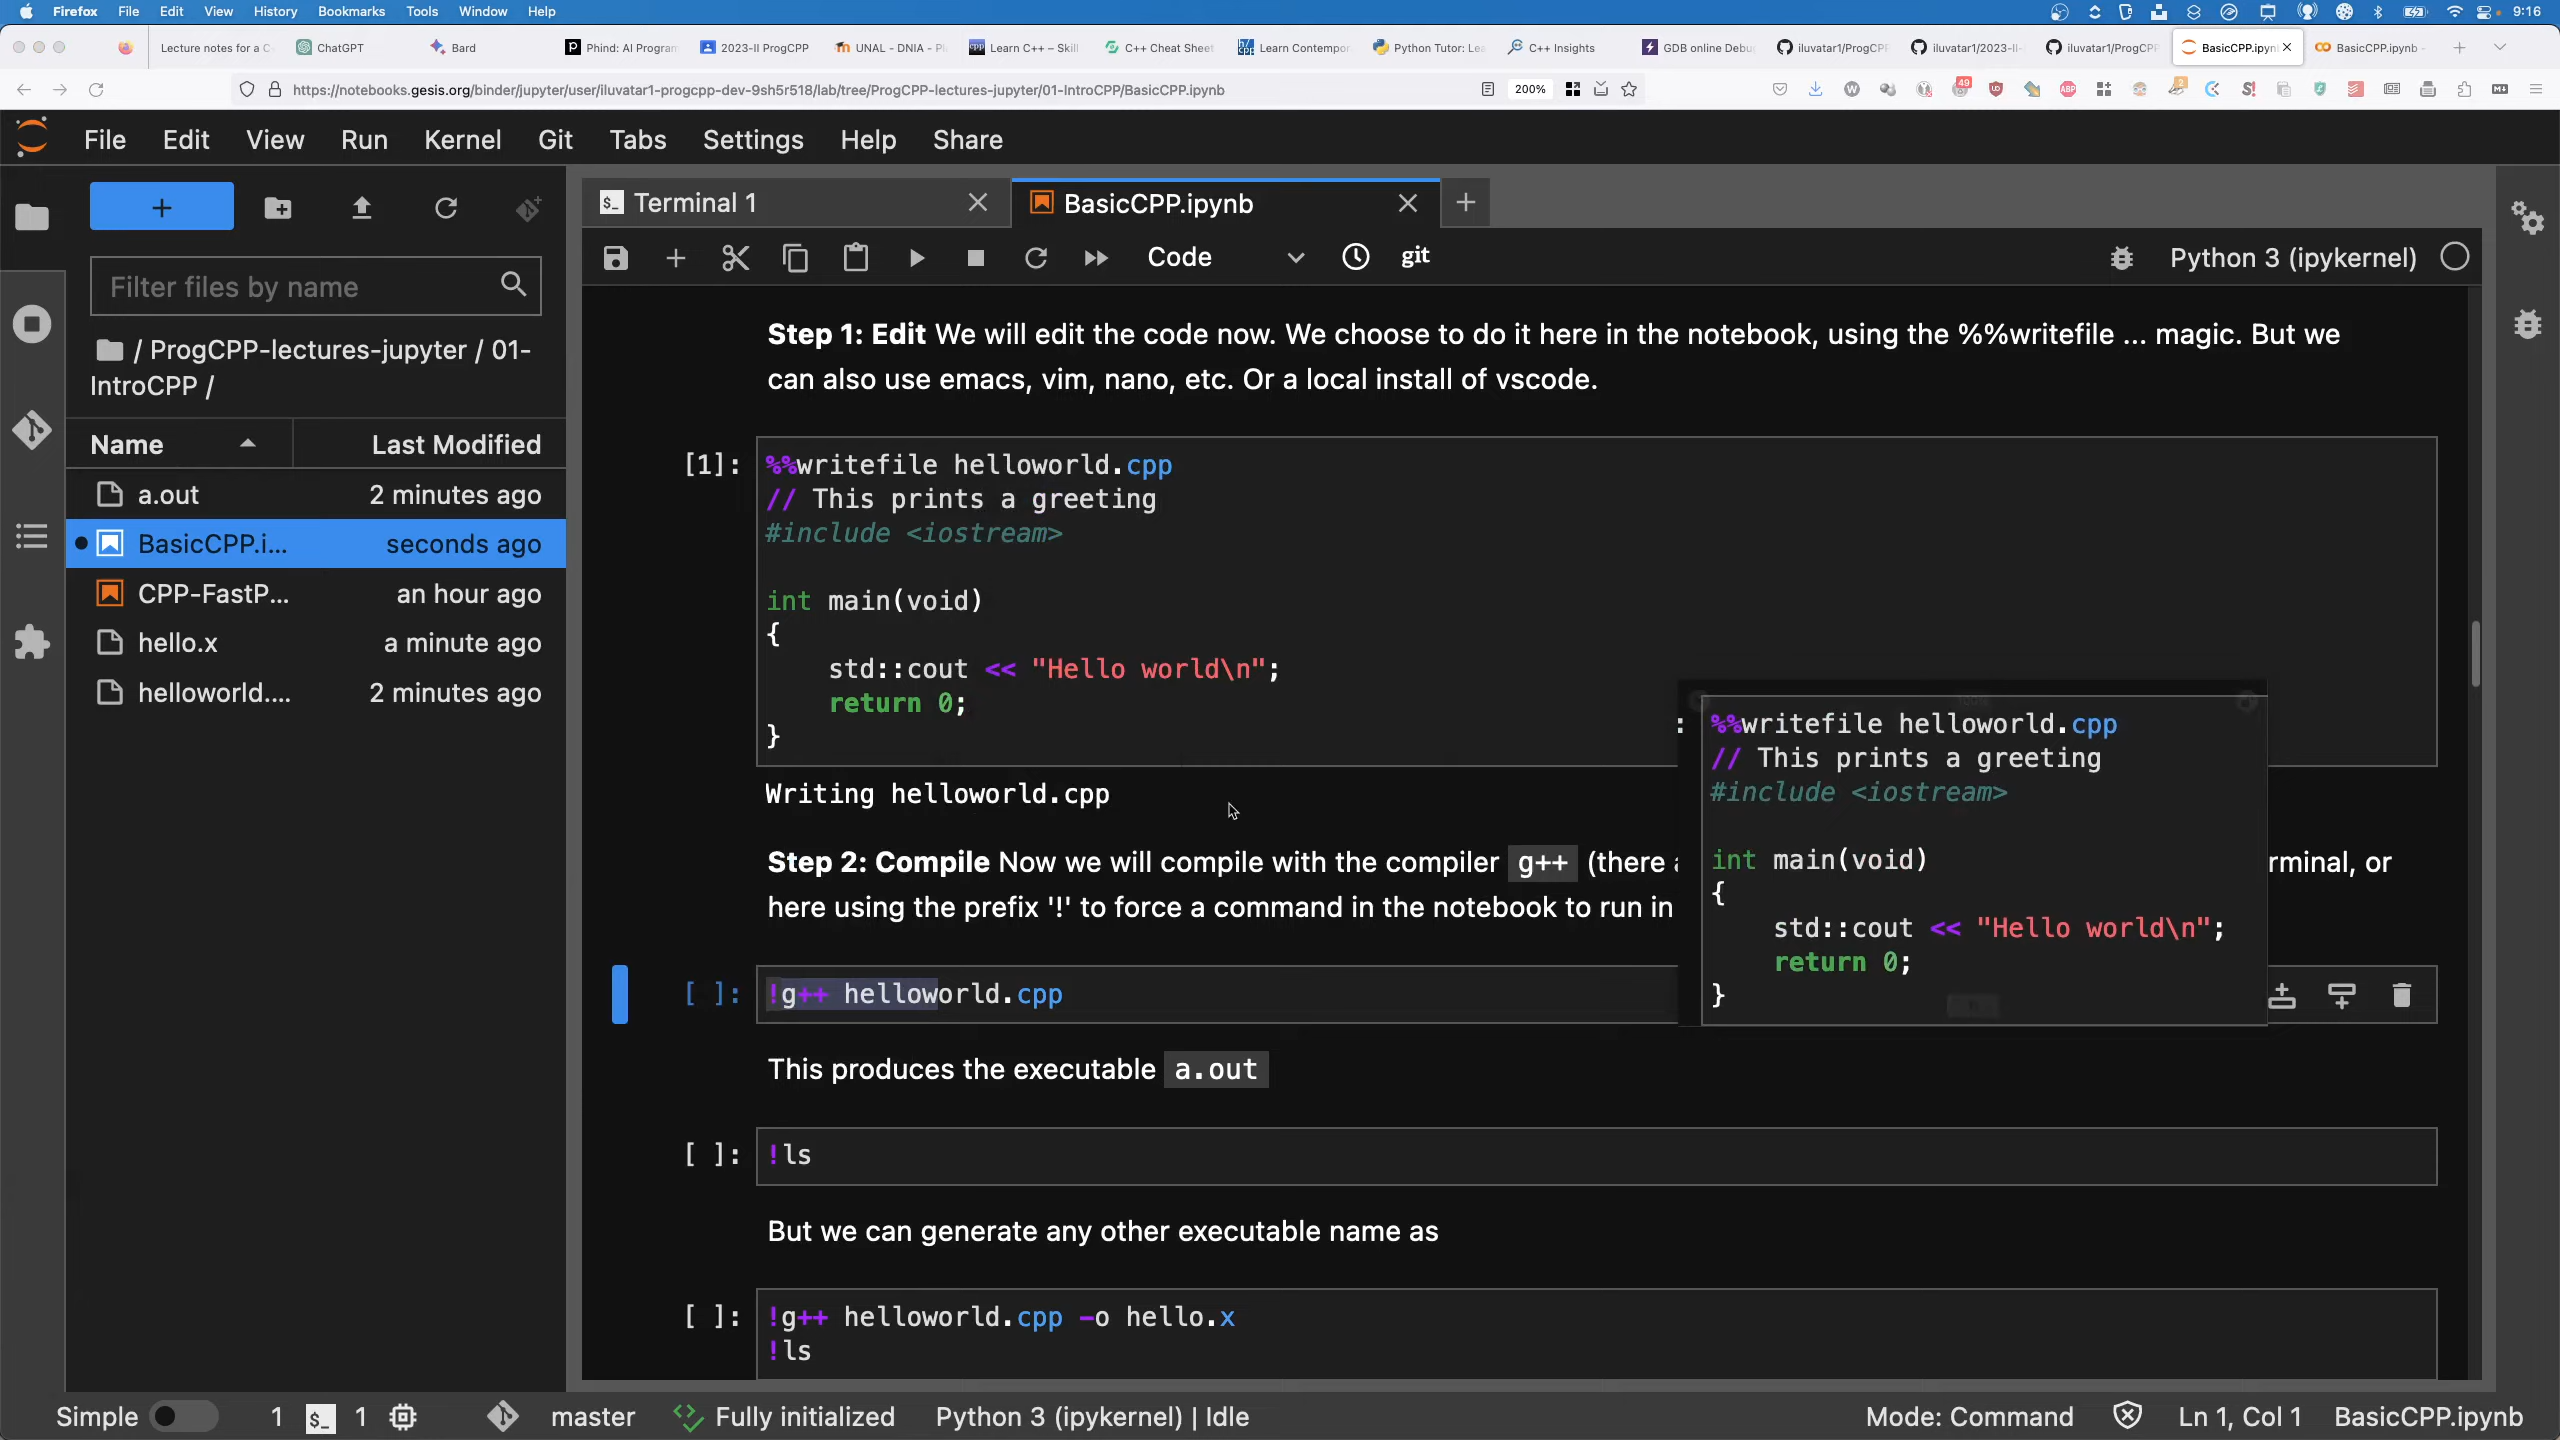 Firefox File Edit View History Bookmarks Tools Window Help 9:16
Lecture notes for a C ChatGPT Bard Phind: AI Program 2023-II ProgCPP UNAL - DNIA - Pl Learn C++ – Skill C++ Cheat Sheet Learn Contempor Python Tutor: Lea C++ Insights GDB online Debu iluvatar1/ProgCPP iluvatar1/2023-II- iluvatar1/ProgCPP BasicCPP.ipyn BasicCPP.ipynb -
https://notebooks.gesis.org/binder/jupyter/user/iluvatar1-progcpp-dev-9sh5r518/lab/tree/ProgCPP-lectures-jupyter/01-IntroCPP/BasicCPP.ipynb 200% 49 ABP 2
File Edit View Run Kernel Git Tabs Settings Help Share
Terminal 1 BasicCPP.ipynb
Code git Python 3 (ipykernel)
Filter files by name
/ ProgCPP-lectures-jupyter / 01-
IntroCPP /
Name Last Modified
a.out 2 minutes ago
BasicCPP.i... seconds ago
CPP-FastP... an hour ago
hello.x a minute ago
helloworld.... 2 minutes ago
Step 1: Edit We will edit the code now. We choose to do it here in the notebook, using the %%writefile ... magic. But we
can also use emacs, vim, nano, etc. Or a local install of vscode.
[1]: %%writefile helloworld.cpp
// This prints a greeting
#include <iostream>
int main(void)
{
std::cout << "Hello world\n";
return 0;
}
Writing helloworld.cpp
: %%writefile helloworld.cpp
// This prints a greeting
#include <iostream>
int main(void)
{
std::cout << "Hello world\n";
return 0;
}
Step 2: Compile Now we will compile with the compiler g++ (there rminal, or
here using the prefix '!' to force a command in the notebook to run in
[ ]: !g++ helloworld.cpp
This produces the executable a.out
[ ]: !ls
But we can generate any other executable name as
[ ]: !g++ helloworld.cpp -o hello.x
!ls
Simple 1 1 master Fully initialized Python 3 (ipykernel) | Idle Mode: Command Ln 1, Col 1 BasicCPP.ipynb